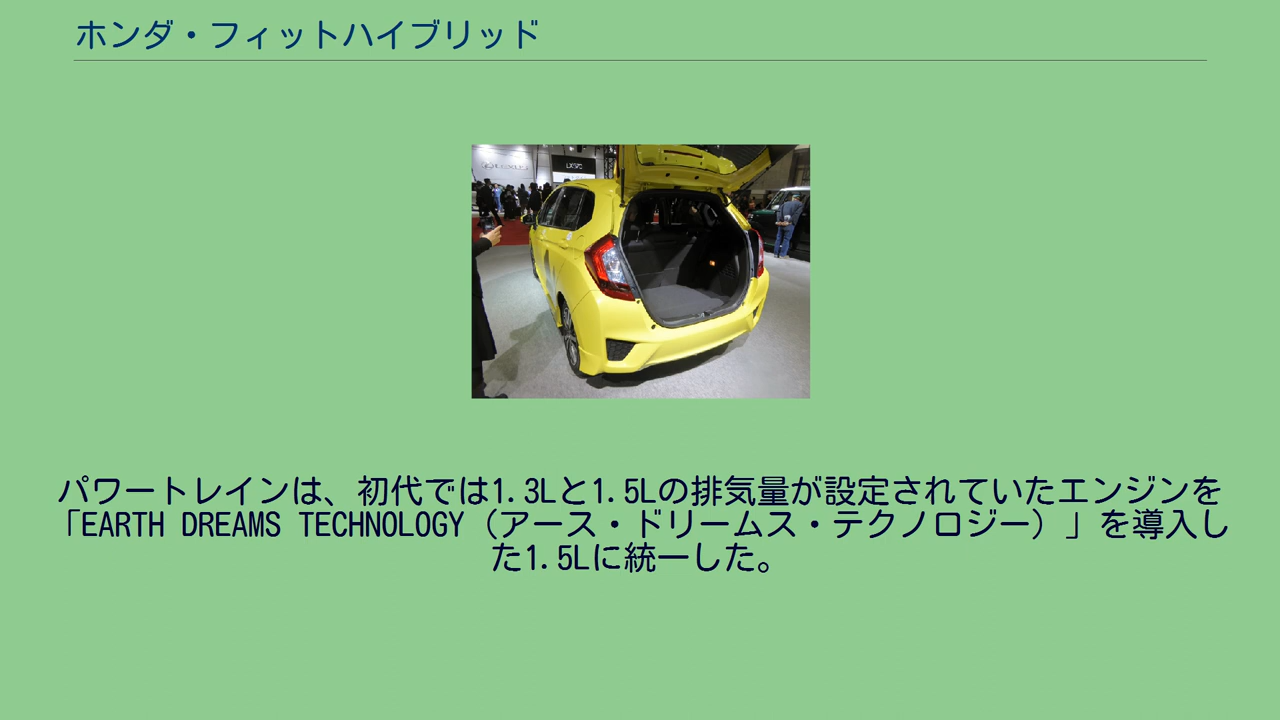 ホンダ・フィットハイブリッド
パワートレインは、初代では1.3Lと1.5Lの排気量が設定されていたエンジンを
「EARTH DREAMS TECHNOLOGY（アース・ドリームス・テクノロジー）」を導入し
た1.5Lに統一した。